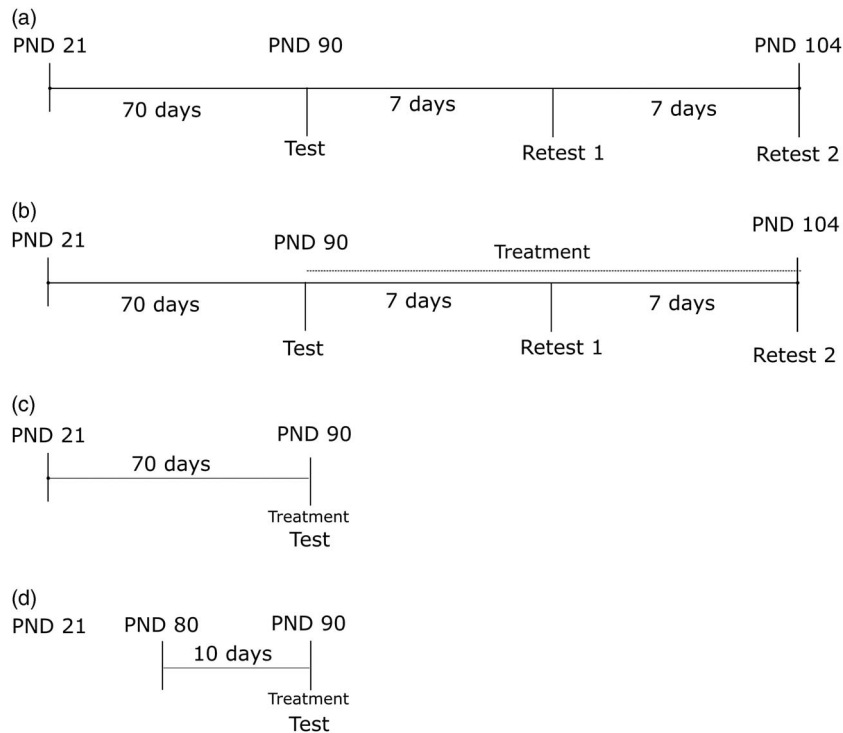 (a)
PND 21 PND 90 PND 104
70 days 7 days 7 days
Test Retest 1 Retest 2
(b)
PND 21 PND 90 PND 104
Treatment
70 days 7 days 7 days
Test Retest 1 Retest 2
(c)
PND 21 PND 90
70 days
Treatment
Test
(d)
PND 21 PND 80 PND 90
10 days
Treatment
Test